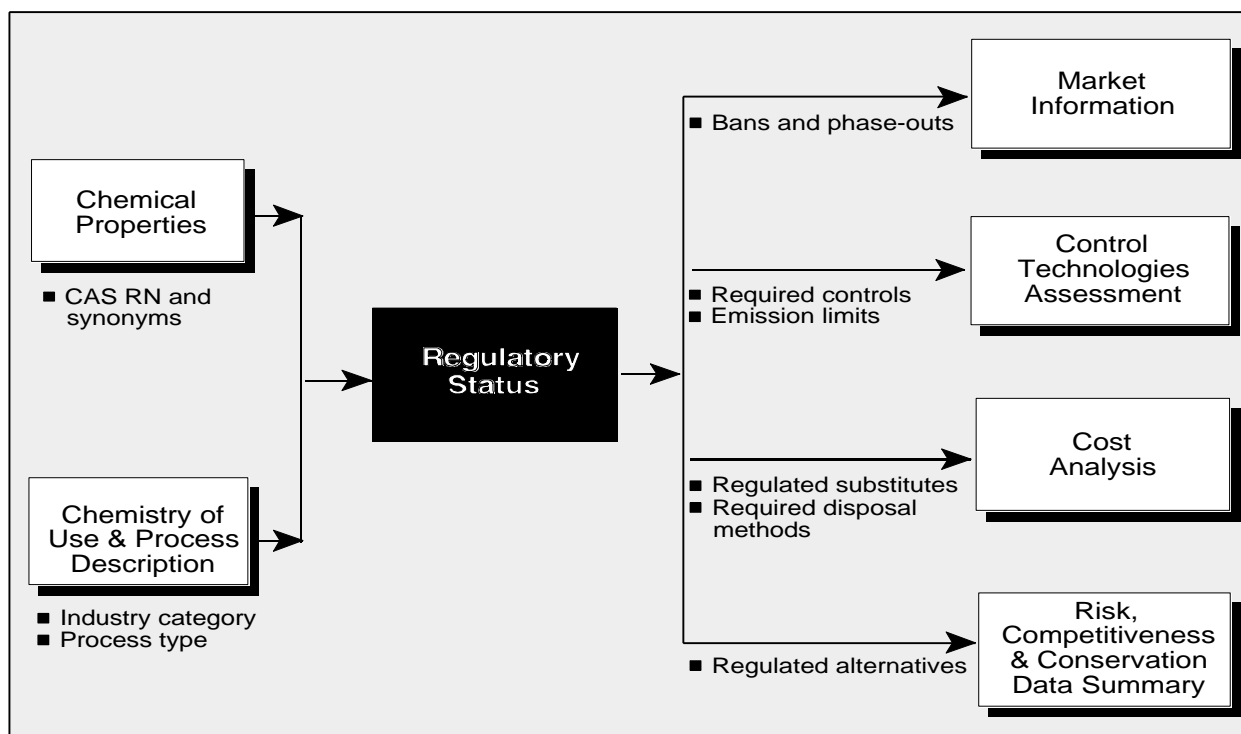 Chemical
Properties
■ CAS RN and
synonyms
Chemistry of
Use & Process
Description
■ Industry category
■ Process type
Regulatory
Status
■ Bans and phase-outs
Market
Information
■ Required controls
■ Emission limits
Control
Technologies
Assessment
■ Regulated substitutes
■ Required disposal
methods
Cost
Analysis
■ Regulated alternatives
Risk,
Competitiveness
& Conservation
Data Summary